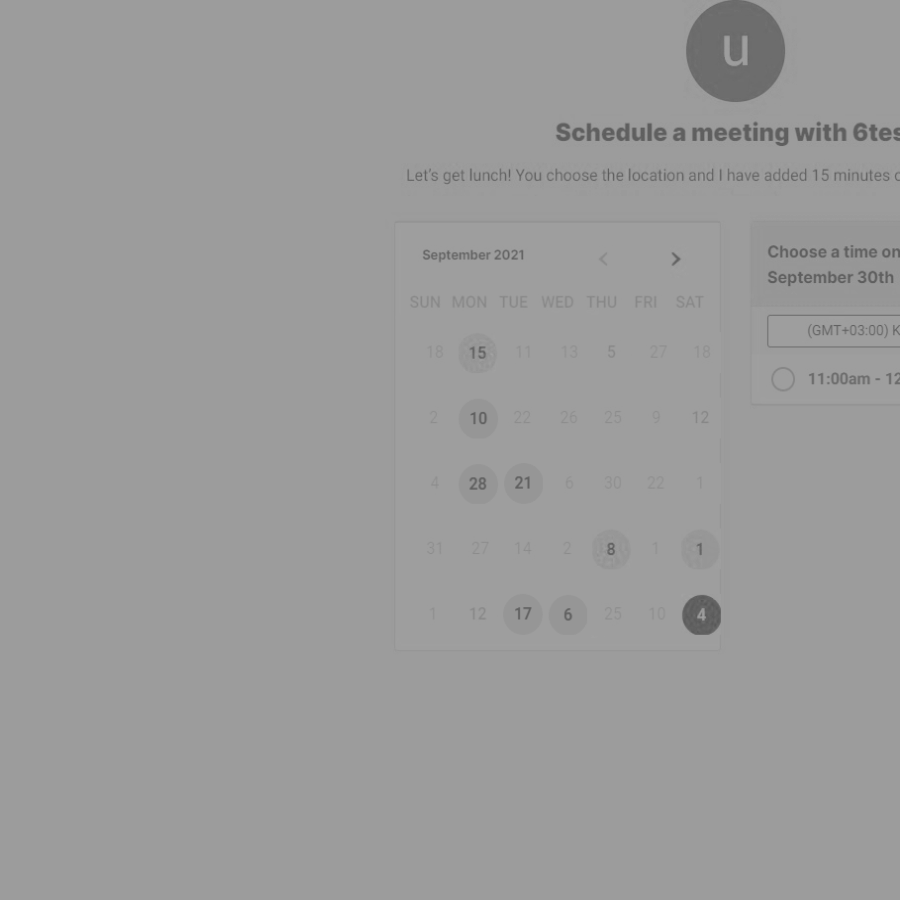 u
Schedule a meeting with 6tes
Let's get lunch! You choose the location and I have added 15 minutes
September 2021
SUN MON TUE WED THU FRI SAT
18 15 11 13 5 27 18
2 10 22 26 25 9 12
4 28 21 6 30 22 1
31 27 14 2 8 1 1
1 12 17 6 25 10 4
Choose a time on
September 30th
(GMT+03:00) K
11:00am - 12